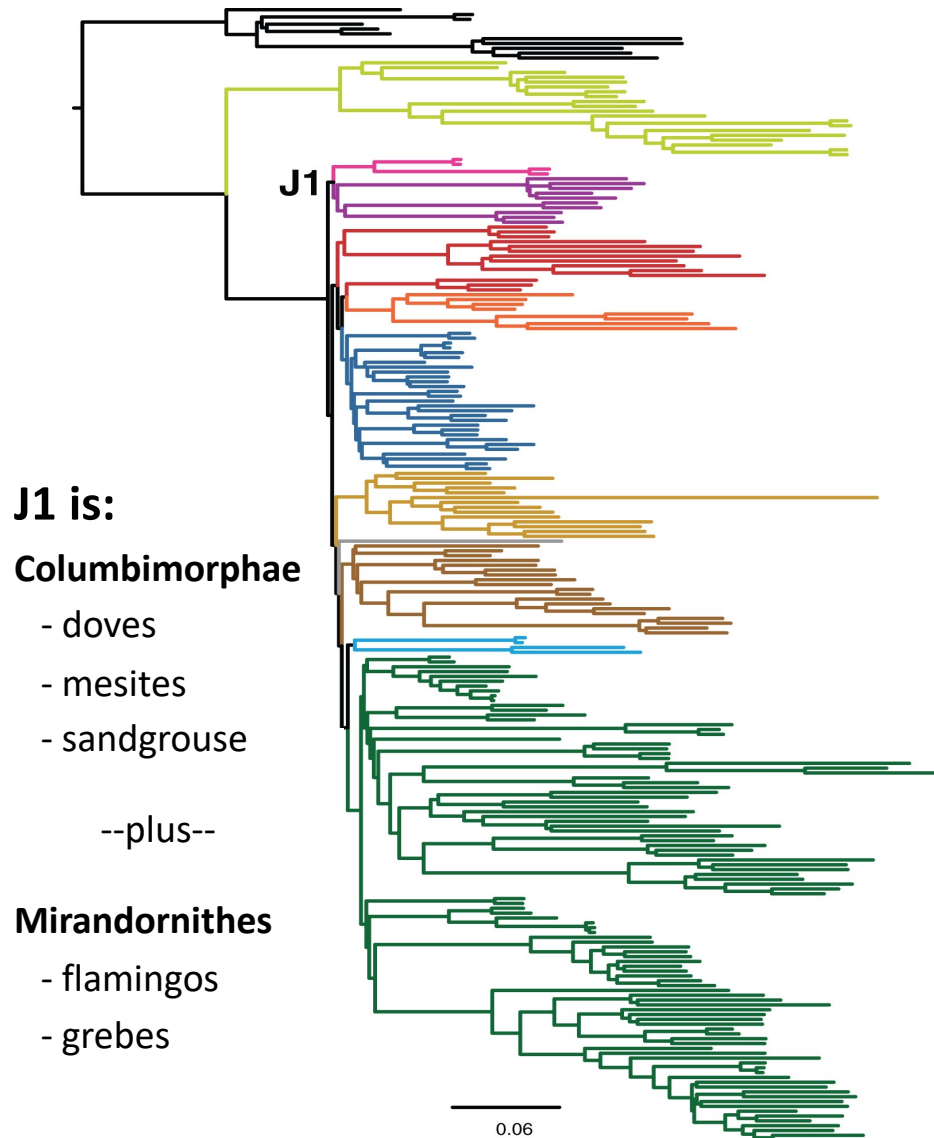 J1
J1 is:
Columbimorphae
- doves
- mesites
- sandgrouse
--plus--
Mirandornithes
- flamingos
- grebes
0.06